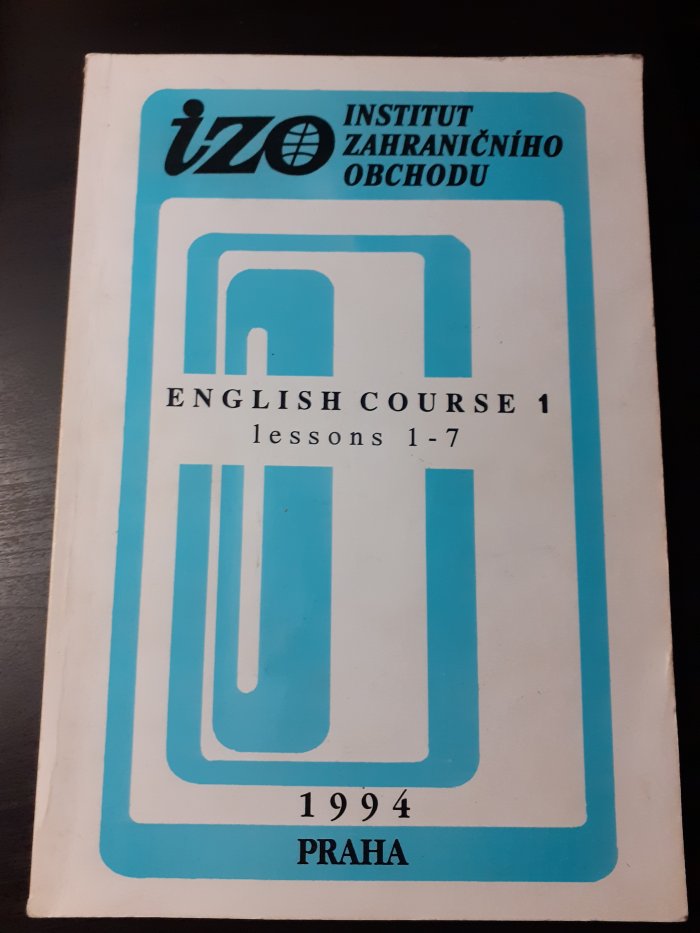 izo
INSTITUT
ZAHRANIČNÍHO
OBCHODU
ENGLISH COURSE 1
lessons 1-7
1994
PRAHA